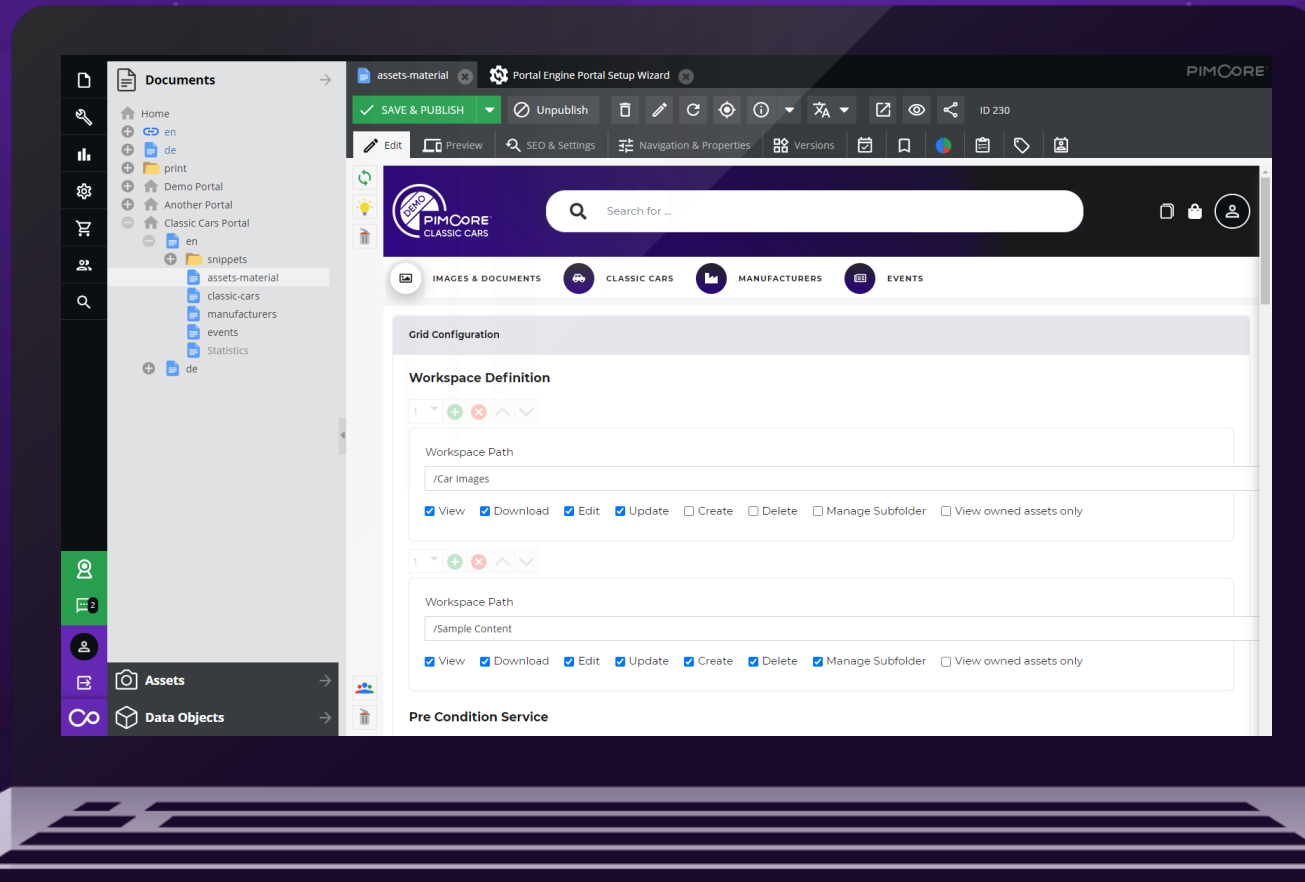 PIMCORE
Documents
Home
en
de
print
Demo Portal
Another Portal
Classic Cars Portal
en
snippets
assets-material
classic-cars
manufacturers
events
Statistics
de
2
Assets
Data Objects
assets-material
Portal Engine Portal Setup Wizard
SAVE & PUBLISH
Unpublish
ID 230
Edit
Preview
SEO & Settings
Navigation & Properties
Versions
DEMO
PIMCORE
CLASSIC CARS
Search for ...
IMAGES & DOCUMENTS
CLASSIC CARS
MANUFACTURERS
EVENTS
Grid Configuration
Workspace Definition
1
Workspace Path
/Car Images
View Download Edit Update Create Delete Manage Subfolder View owned assets only
1
Workspace Path
/Sample Content
View Download Edit Update Create Delete Manage Subfolder View owned assets only
Pre Condition Service